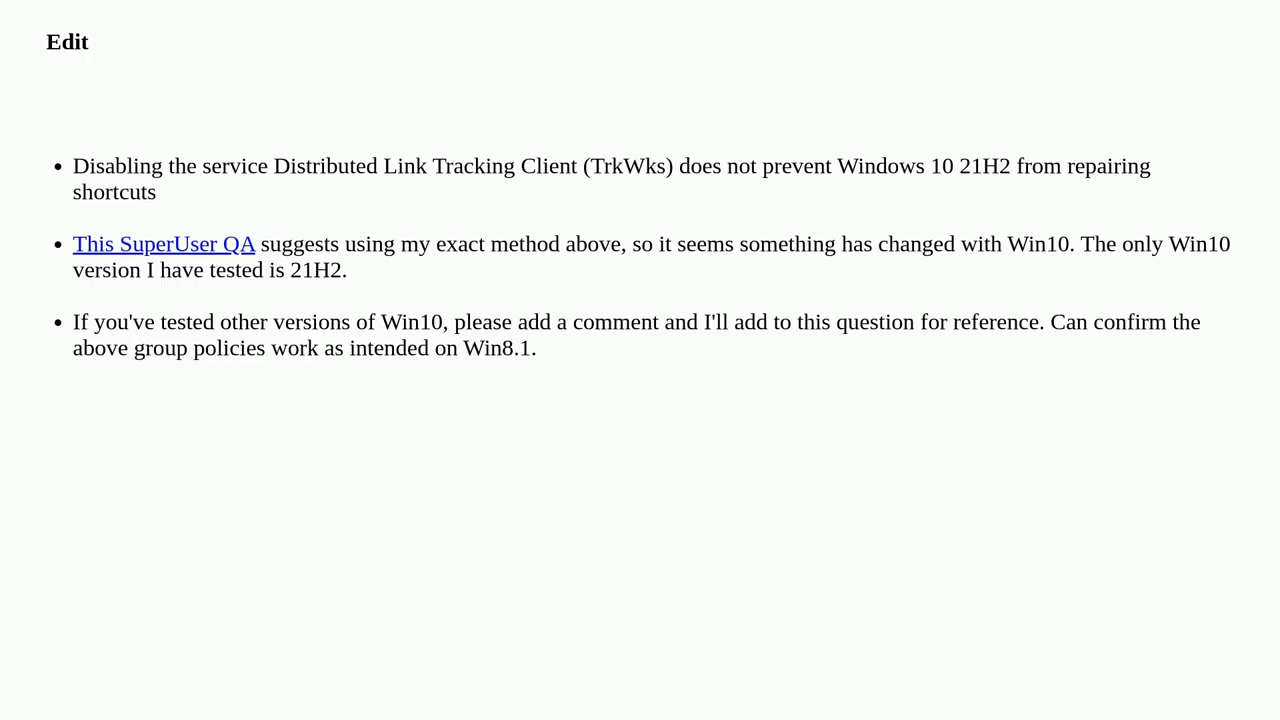 Edit
Disabling the service Distributed Link Tracking Client (TrkWks) does not prevent Windows 10 21H2 from repairing
shortcuts
This SuperUser QA suggests using my exact method above, so it seems something has changed with Win10. The only Win10
version I have tested is 21H2.
If you've tested other versions of Win10, please add a comment and I'll add to this question for reference. Can confirm the
above group policies work as intended on Win8.1.